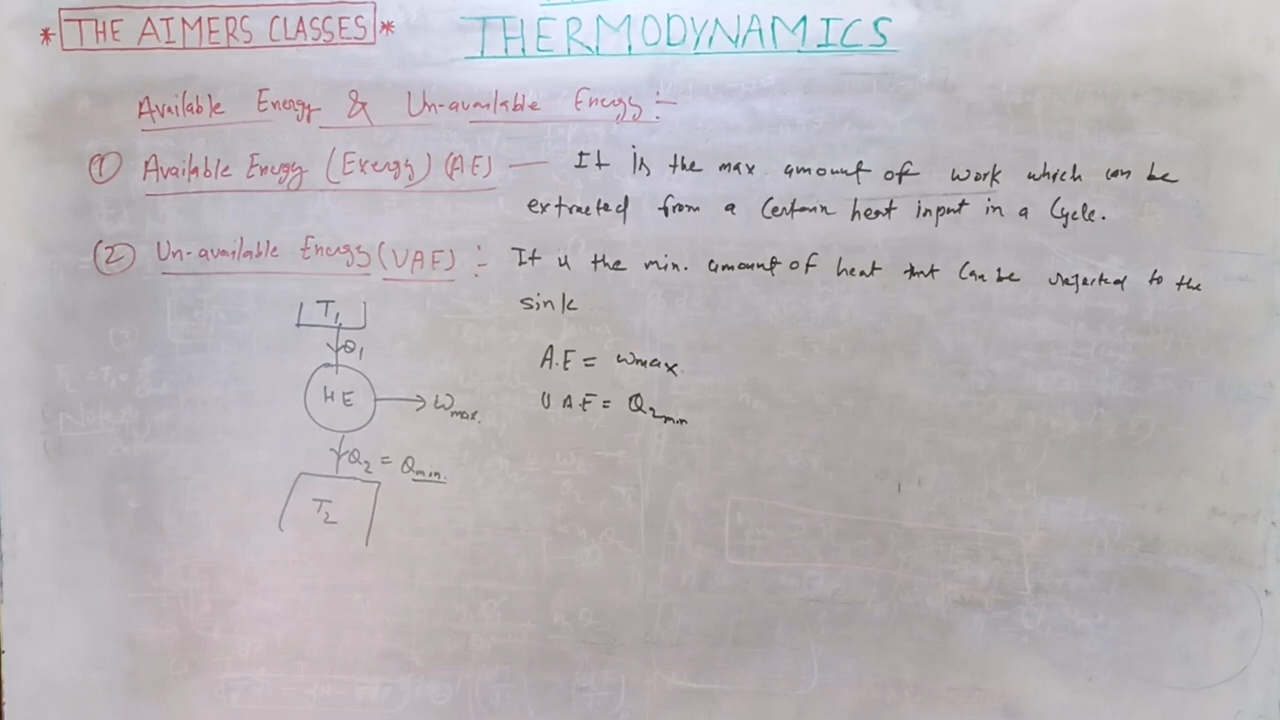 * THE AIMERS CLASSES *
THERMODYNAMICS
Available Energy & Un-available Energy :-
① Available Energy (Exergy) (AE) — It is the max. amount of work which can be
extracted from a Certain heat input in a Cycle.
② Un-available Energy (UAE) :- It is the min. amount of heat that Can be rejected to the
sink
T₁
Q₁
HE
Wmax.
Q₂ = Qmin.
T₂
A.E = Wmax.
U A.E = Q₂min